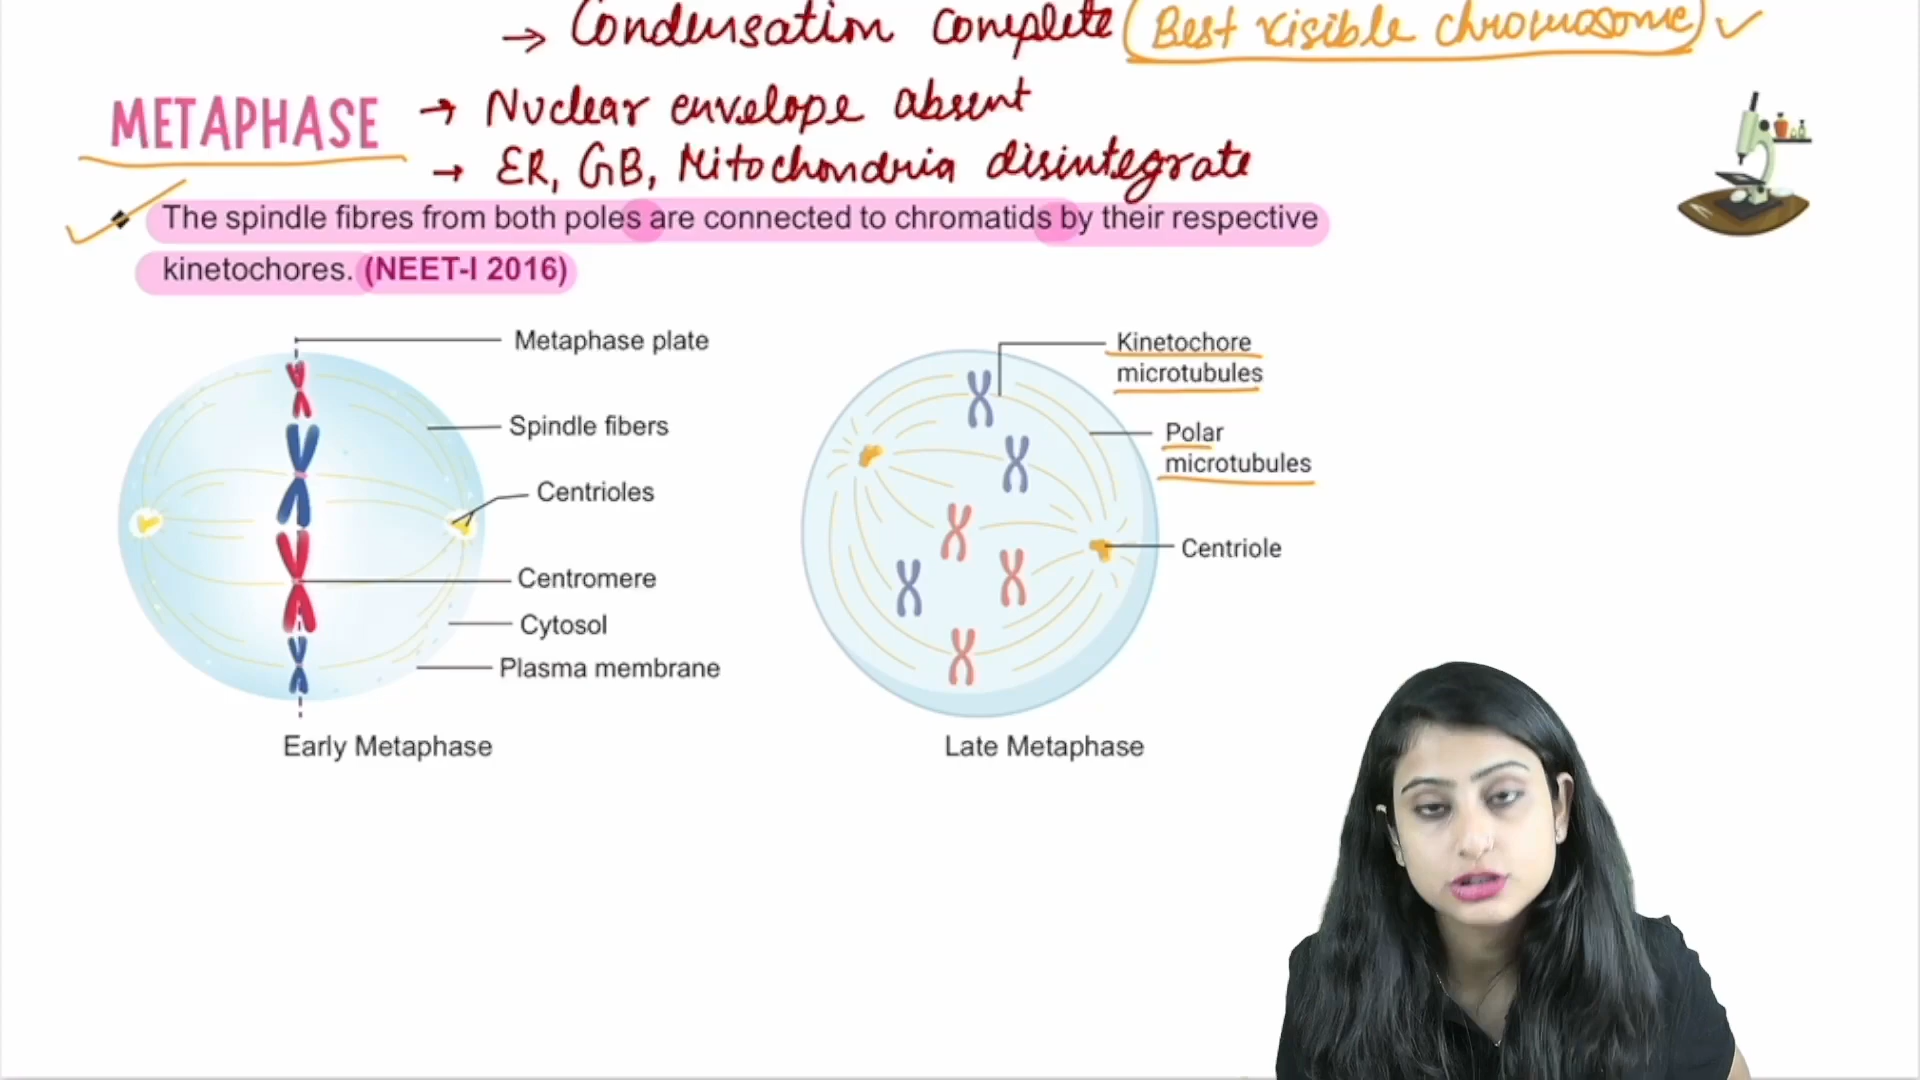 → Condensation complete (Best visible chromosome) ✓
METAPHASE → Nuclear envelope absent
→ ER, GB, Mitochondria disintegrate
The spindle fibres from both poles are connected to chromatids by their respective
kinetochores. (NEET-I 2016)
Metaphase plate
Spindle fibers
Centrioles
Centromere
Cytosol
Plasma membrane
Early Metaphase
Kinetochore
microtubules
Polar
microtubules
Centriole
Late Metaphase